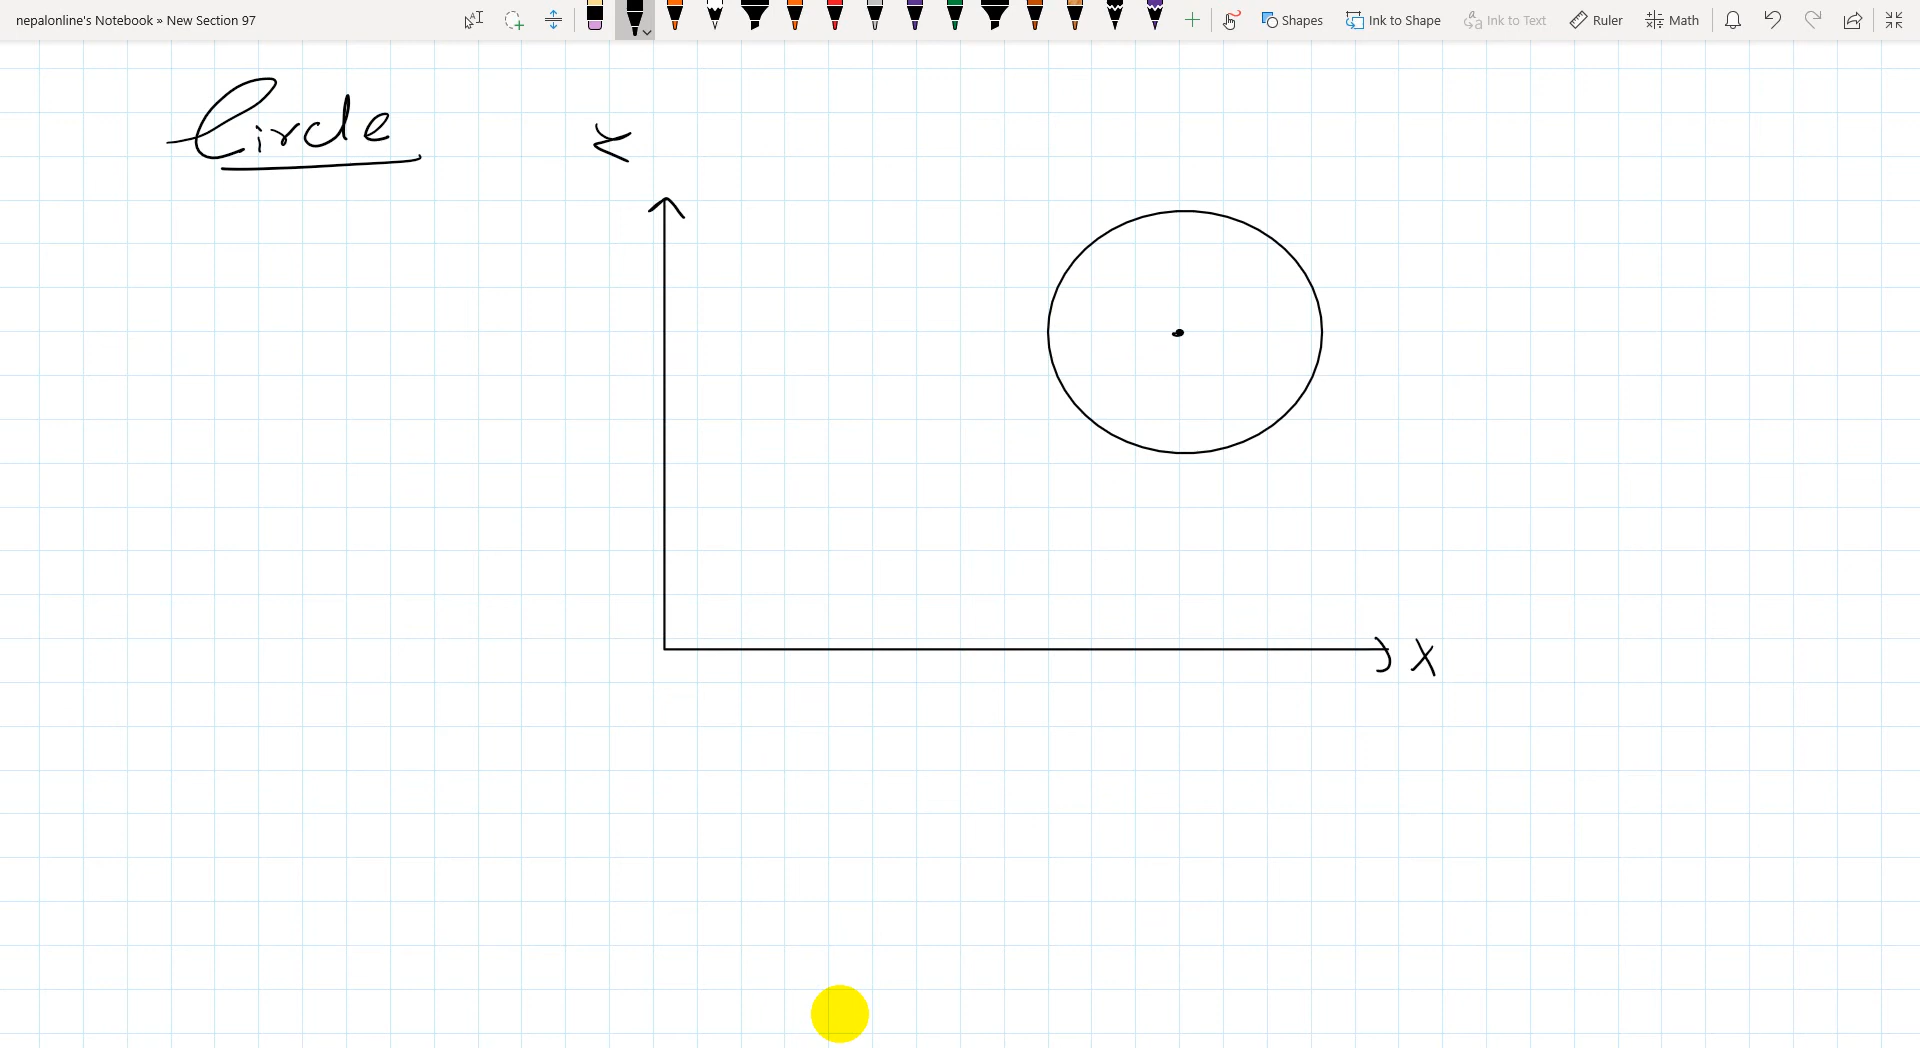 nepalonline's Notebook » New Section 97
Shapes
Ink to Shape
Ink to Text
Ruler
Math
Circle
Y
X